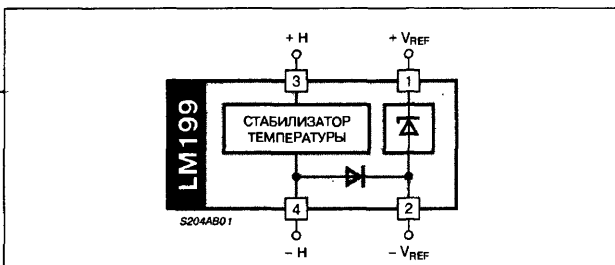 + H
+ VREF
3
1
LM199
СТАБИЛИЗАТОР
ТЕМПЕРАТУРЫ
4
2
S204AB01
– H
– VREF